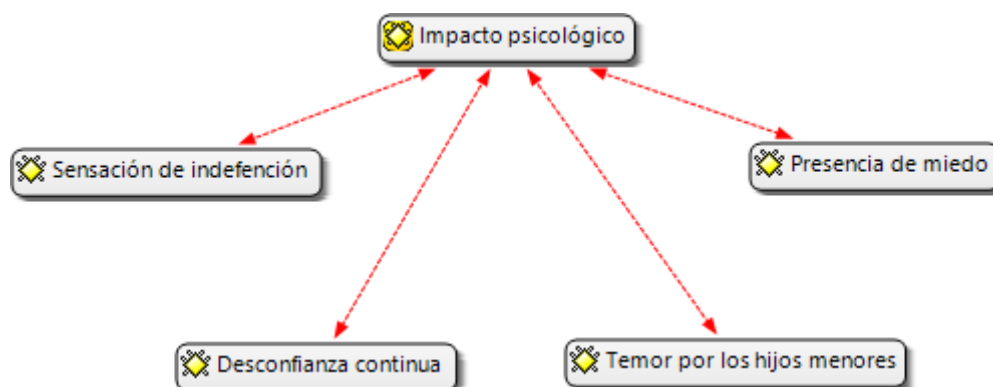 Impacto psicológico
Sensación de indefención
Presencia de miedo
Desconfianza continua
Temor por los hijos menores